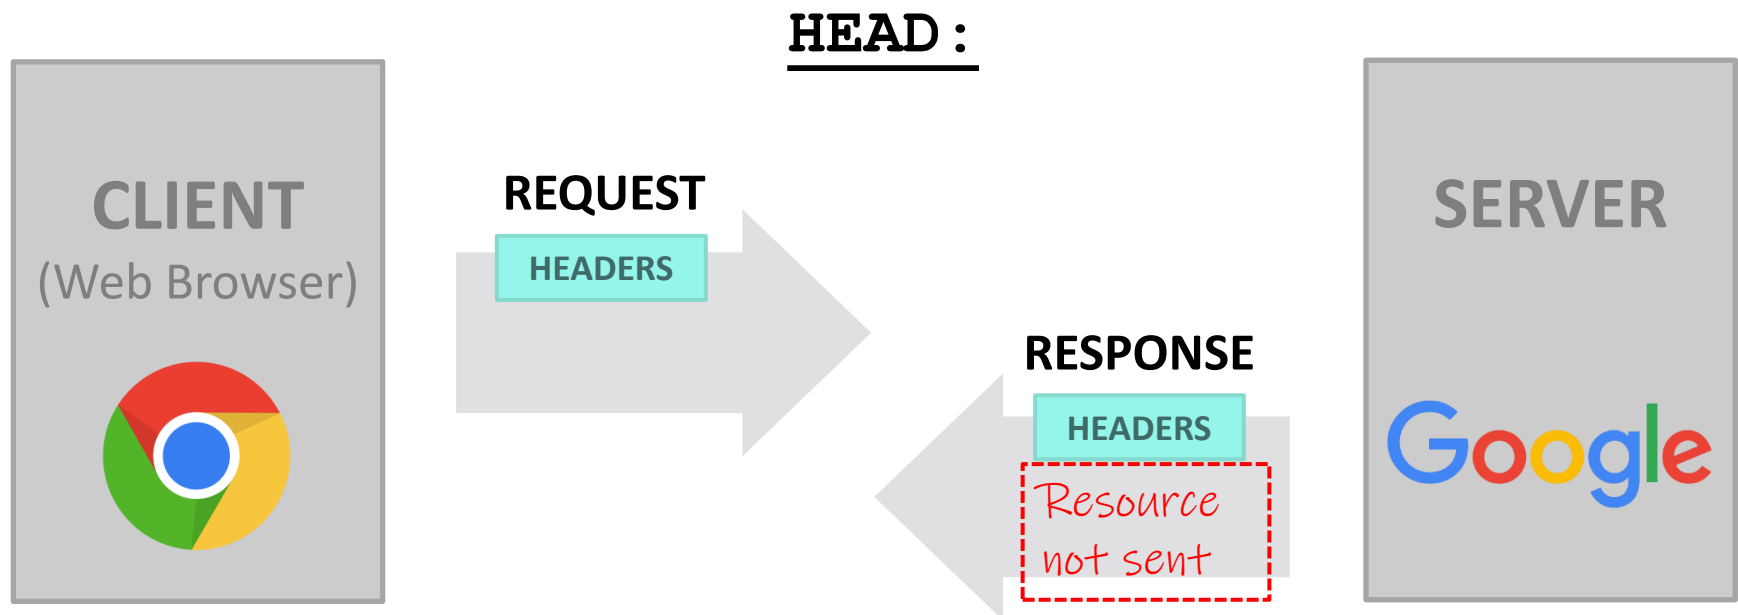 HEAD:
CLIENT
(Web Browser)
REQUEST
HEADERS
RESPONSE
HEADERS
Resource
not sent
SERVER
Google